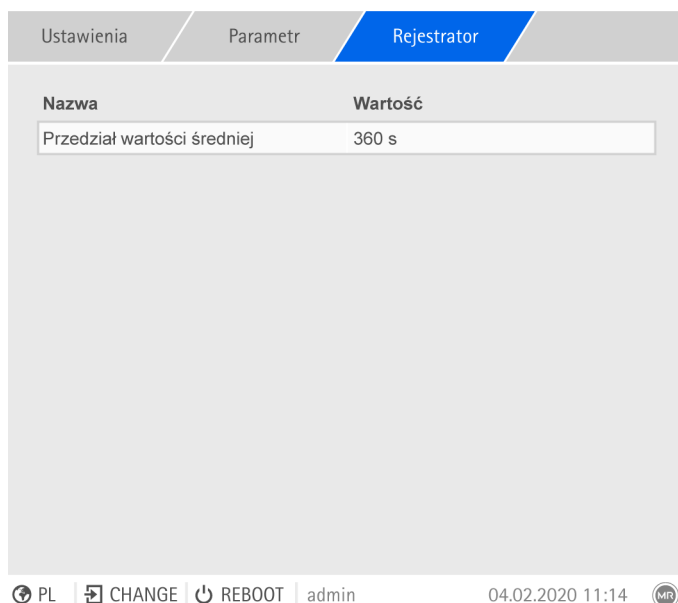 Ustawienia Parametr Rejestrator
Nazwa Wartość
Przedział wartości średniej 360 s
PL CHANGE REBOOT admin 04.02.2020 11:14 MR